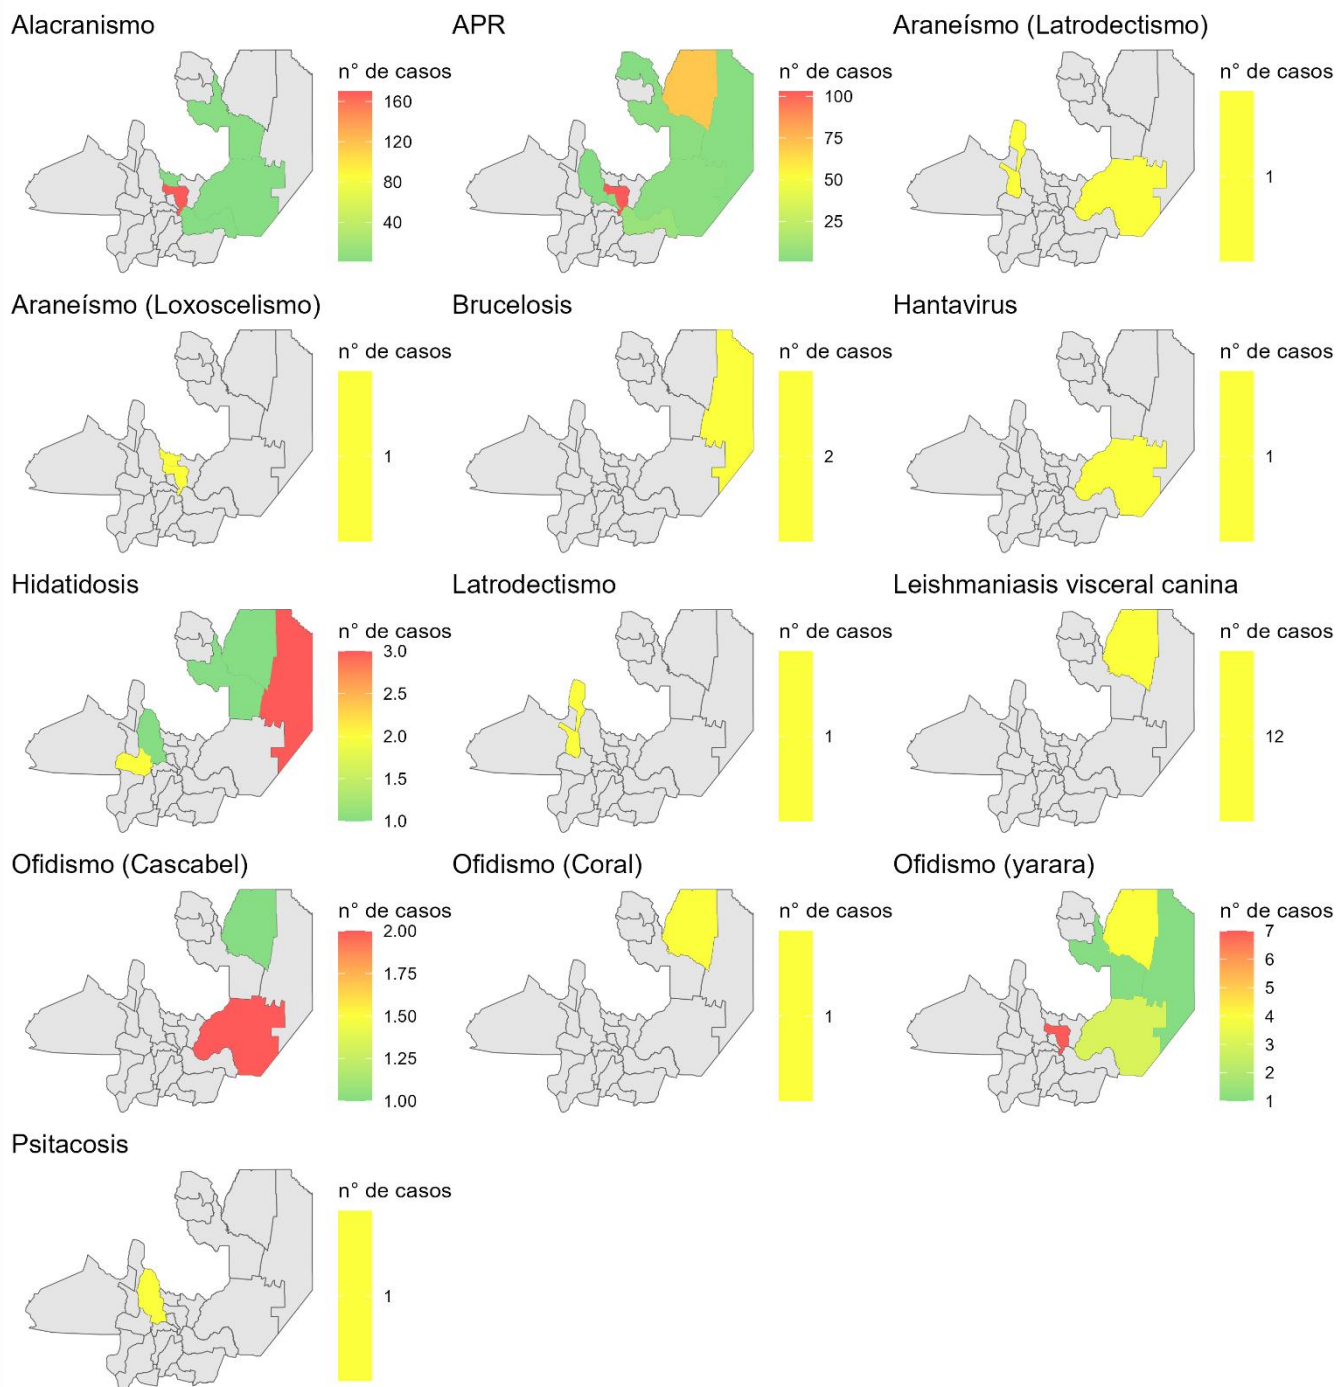 Alacranismo
n° de casos
160
120
80
40
APR
n° de casos
100
75
50
25
Araneísmo (Latrodectismo)
n° de casos
1
Araneísmo (Loxoscelismo)
n° de casos
1
Brucelosis
n° de casos
2
Hantavirus
n° de casos
1
Hidatidosis
n° de casos
3.0
2.5
2.0
1.5
1.0
Latrodectismo
n° de casos
1
Leishmaniasis visceral canina
n° de casos
12
Ofidismo (Cascabel)
n° de casos
2.00
1.75
1.50
1.25
1.00
Ofidismo (Coral)
n° de casos
1
Ofidismo (yarara)
n° de casos
7
6
5
4
3
2
1
Psitacosis
n° de casos
1